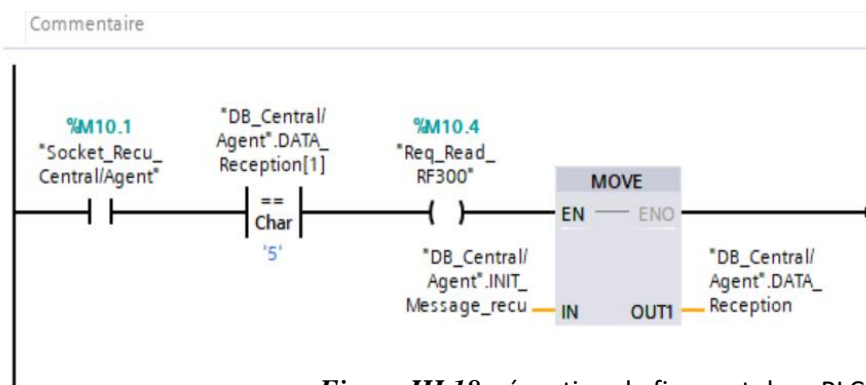 Commentaire
%M10.1
"Socket_Recu_
Central/Agent"
"DB_Central/
Agent".DATA_
Reception[1]
==
Char
'5'
%M10.4
"Req_Read_
RF300"
MOVE
EN
ENO
"DB_Central/
Agent".INIT_
Message_recu
IN
OUT1
"DB_Central/
Agent".DATA_
Reception